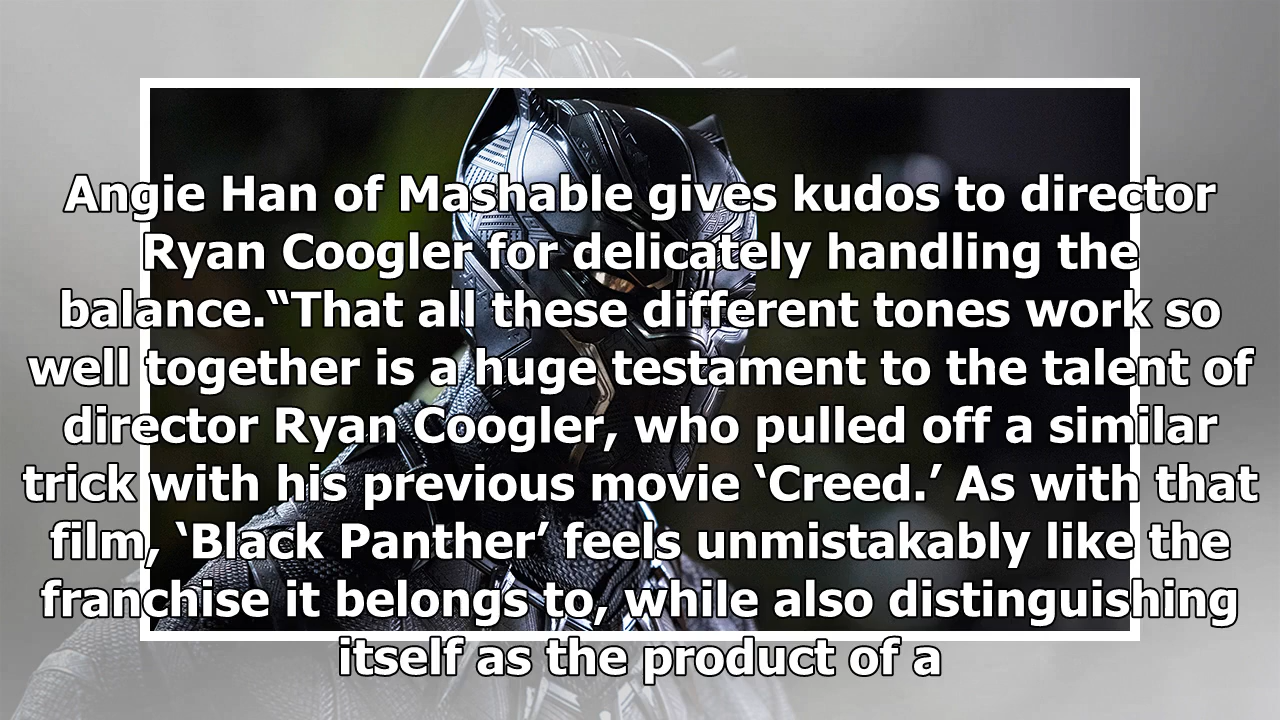 Angie Han of Mashable gives kudos to director
Ryan Coogler for delicately handling the
balance.“That all these different tones work so
well together is a huge testament to the talent of
director Ryan Coogler, who pulled off a similar
trick with his previous movie ‘Creed.’ As with that
film, ‘Black Panther’ feels unmistakably like the
franchise it belongs to, while also distinguishing
itself as the product of a